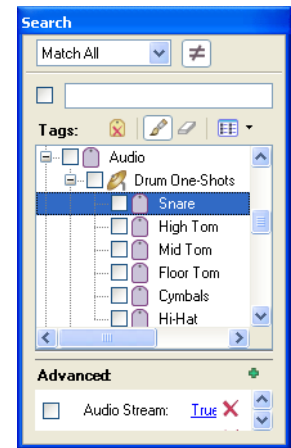 Search
Match All
≠
Tags:
Audio
Drum One-Shots
Snare
High Tom
Mid Tom
Floor Tom
Cymbals
Hi-Hat
Advanced:
Audio Stream: True